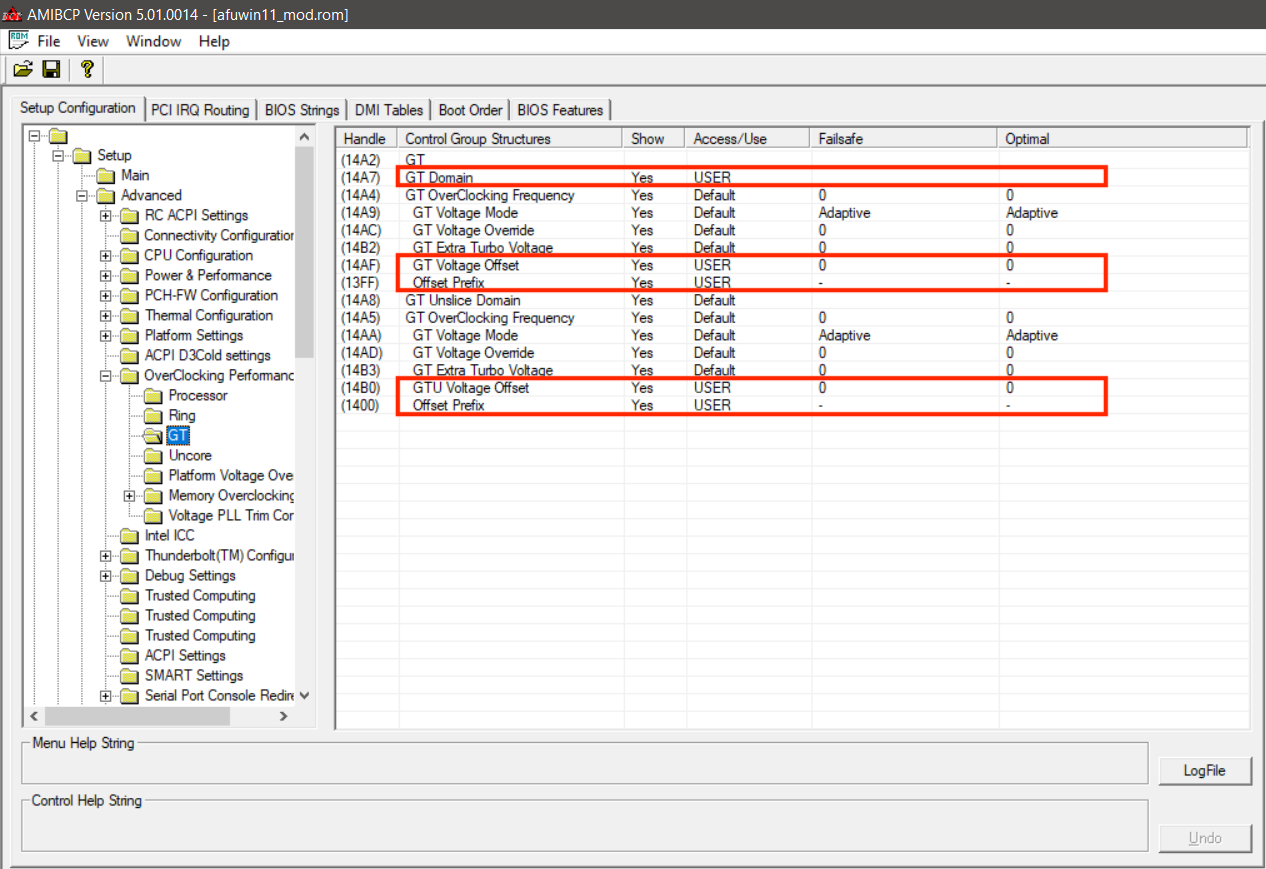 AMIBCP Version 5.01.0014 - [afuwin11_mod.rom]
File View Window Help
Setup Configuration PCI IRQ Routing BIOS Strings DMI Tables Boot Order BIOS Features
Setup
Main
Advanced
RC ACPI Settings
Connectivity Configuration
CPU Configuration
Power & Performance
PCH-FW Configuration
Thermal Configuration
Platform Settings
ACPI D3Cold settings
OverClocking Performanc
Processor
Ring
GT
Uncore
Platform Voltage Ove
Memory Overclocking
Voltage PLL Trim Cor
Intel ICC
Thunderbolt(TM) Configur
Debug Settings
Trusted Computing
Trusted Computing
Trusted Computing
ACPI Settings
SMART Settings
Serial Port Console Redire
Handle Control Group Structures Show Access/Use Failsafe Optimal
(14A2) GT
(14A7) GT Domain Yes USER
(14A4) GT OverClocking Frequency Yes Default 0 0
(14A9) GT Voltage Mode Yes Default Adaptive Adaptive
(14AC) GT Voltage Override Yes Default 0 0
(14B2) GT Extra Turbo Voltage Yes Default 0 0
(14AF) GT Voltage Offset Yes USER 0 0
(13FF) Offset Prefix Yes USER - -
(14A8) GT Unslice Domain Yes Default
(14A5) GT OverClocking Frequency Yes Default 0 0
(14AA) GT Voltage Mode Yes Default Adaptive Adaptive
(14AD) GT Voltage Override Yes Default 0 0
(14B3) GT Extra Turbo Voltage Yes Default 0 0
(14B0) GTU Voltage Offset Yes USER 0 0
(1400) Offset Prefix Yes USER - -
Menu Help String
LogFile
Control Help String
Undo